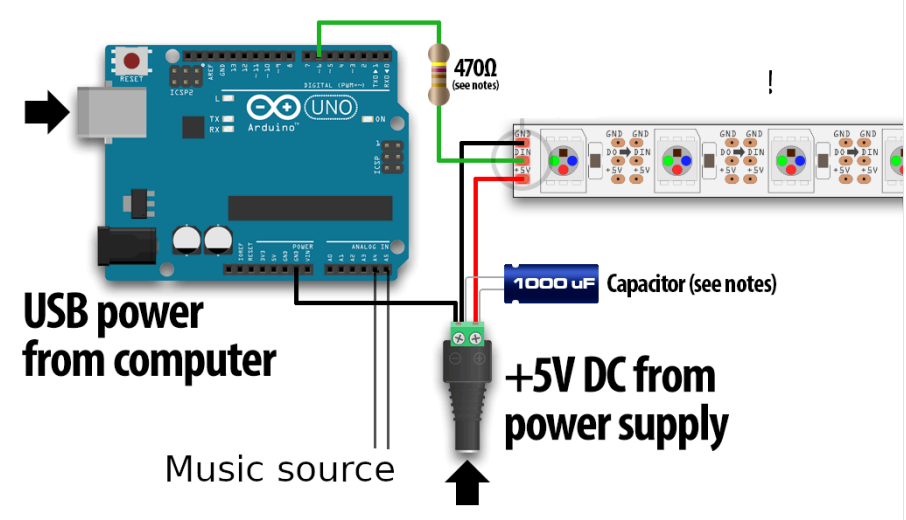 RESET
ICSP2
AREF
GND
13
12
~11
~10
~9
8
7
~6
~5
4
~3
2
TXD▶1
RXD◀0
DIGITAL (PWM=~)
L
TX
RX
UNO
Arduino™
ON
1
ICSP
470Ω
(see notes)
!
GND
DIN
+5V
GND GND
DO DIN
+5V +5V
GND GND
DO DIN
+5V +5V
GND GND
DO DIN
+5V +5V
POWER
ANALOG IN
IOREF
RESET
3V3
5V
GND
GND
VIN
A0
A1
A2
A3
A4
A5
1000 uF
Capacitor (see notes)
USB power
from computer
+5V DC from
power supply
Music source